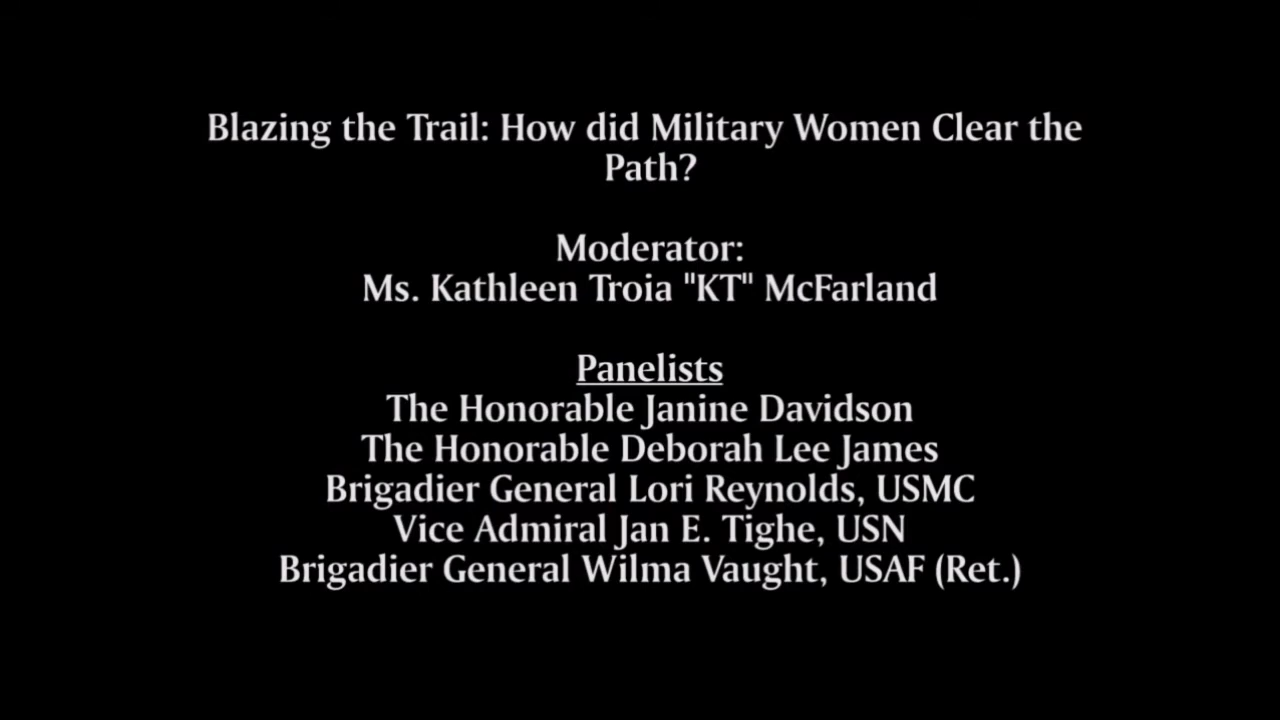 Blazing the Trail: How did Military Women Clear the
Path?
Moderator:
Ms. Kathleen Troia "KT" McFarland
Panelists
The Honorable Janine Davidson
The Honorable Deborah Lee James
Brigadier General Lori Reynolds, USMC
Vice Admiral Jan E. Tighe, USN
Brigadier General Wilma Vaught, USAF (Ret.)